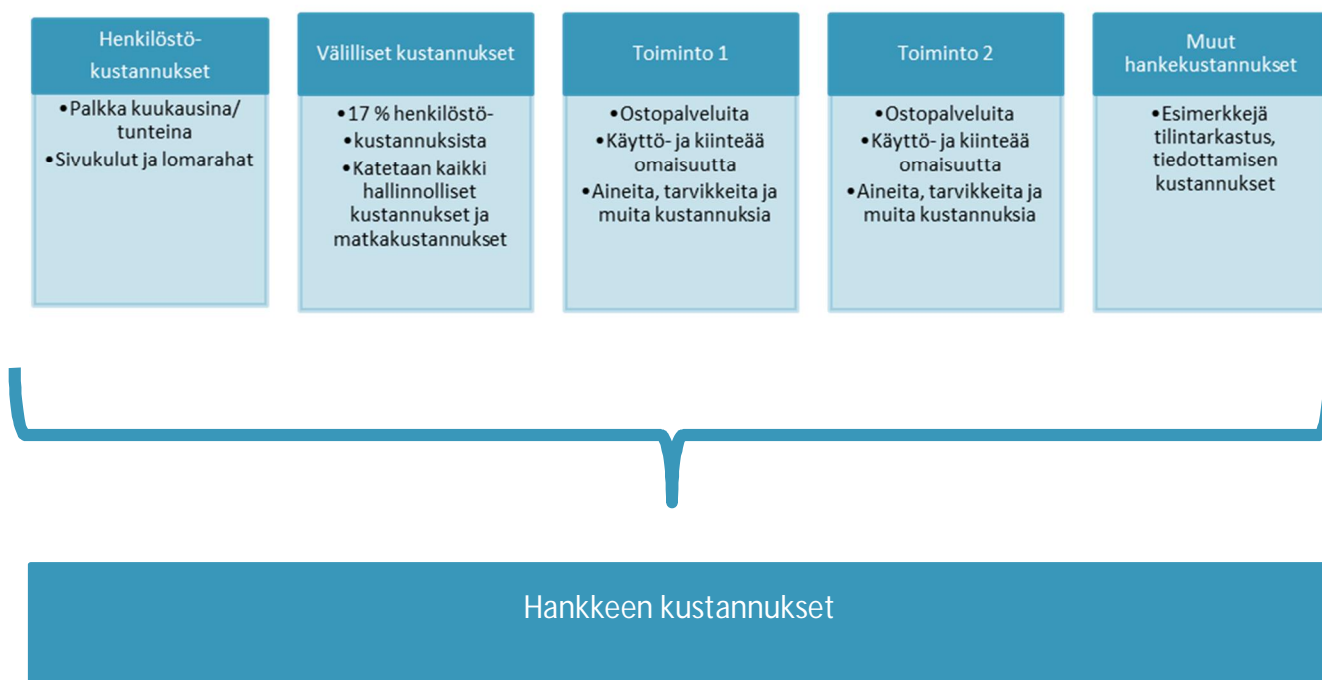 Henkilöstö-
kustannukset
•Palkka kuukausina/
tunteina
•Sivukulut ja lomarahat
Välilliset kustannukset
•17 % henkilöstö-
•kustannuksista
•Katetaan kaikki
hallinnolliset
kustannukset ja
matkakustannukset
Toiminto 1
•Ostopalveluita
•Käyttö- ja kiinteää
omaisuutta
•Aineita, tarvikkeita ja
muita kustannuksia
Toiminto 2
•Ostopalveluita
•Käyttö- ja kiinteää
omaisuutta
•Aineita, tarvikkeita ja
muita kustannuksia
Muut
hankekustannukset
•Esimerkkejä
tilintarkastus,
tiedottamisen
kustannukset
Hankkeen kustannukset